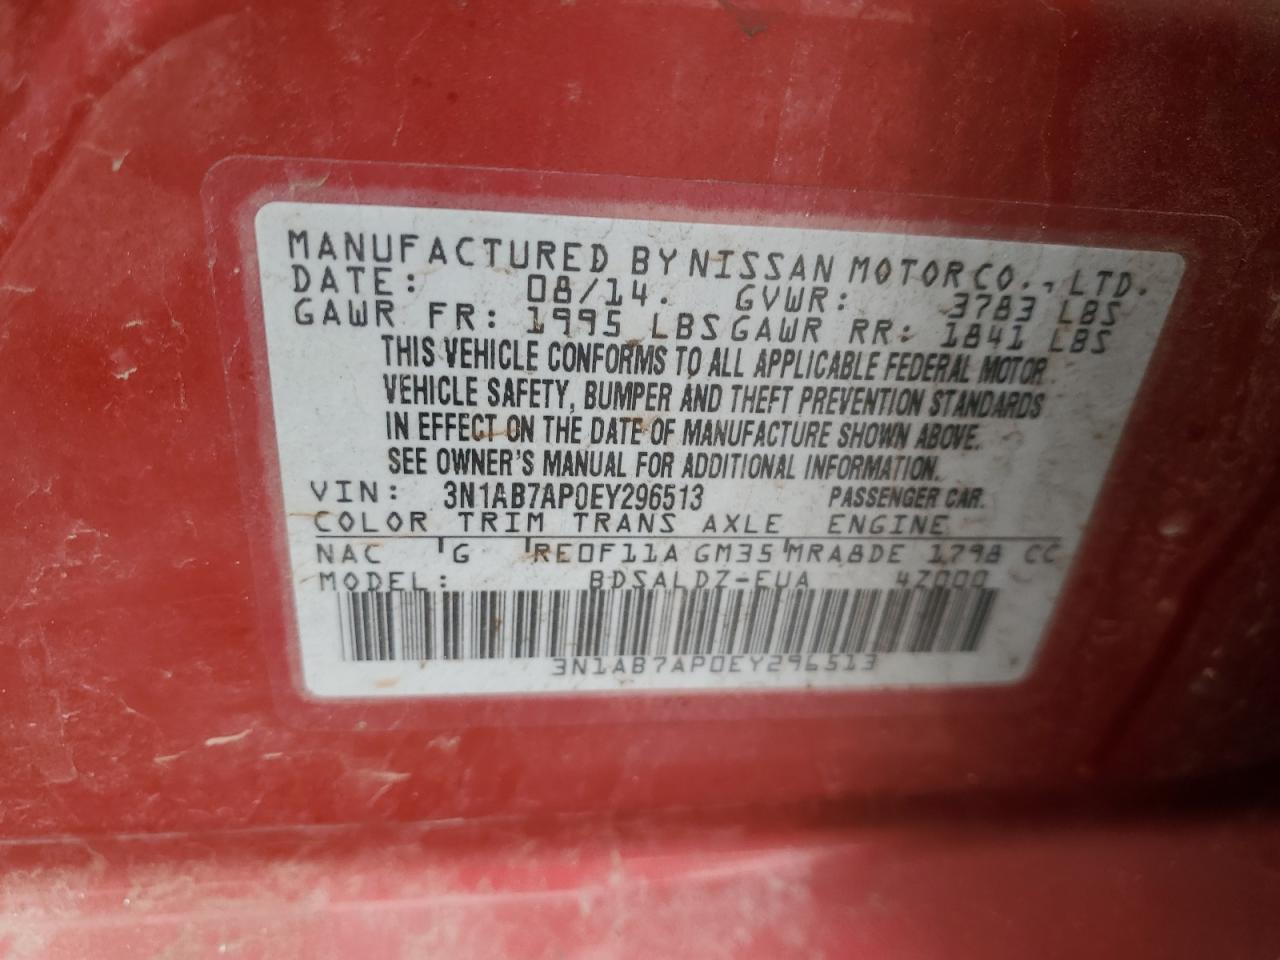 MANUFACTURED BY NISSAN MOTOR CO., LTD.
DATE: 08/14. GVWR: 3783 LBS
GAWR FR: 1995 LBS GAWR RR: 1841 LBS
THIS VEHICLE CONFORMS TO ALL APPLICABLE FEDERAL MOTOR
VEHICLE SAFETY, BUMPER AND THEFT PREVENTION STANDARDS
IN EFFECT ON THE DATE OF MANUFACTURE SHOWN ABOVE.
SEE OWNER'S MANUAL FOR ADDITIONAL INFORMATION.
VIN: 3N1AB7AP0EY296513 PASSENGER CAR.
COLOR TRIM TRANS AXLE ENGINE
NAC G RE0F11A GM35 MRA8DE 1798 CC
MODEL: BDSALDZ-EUA 4Z000
3N1AB7AP0EY296513